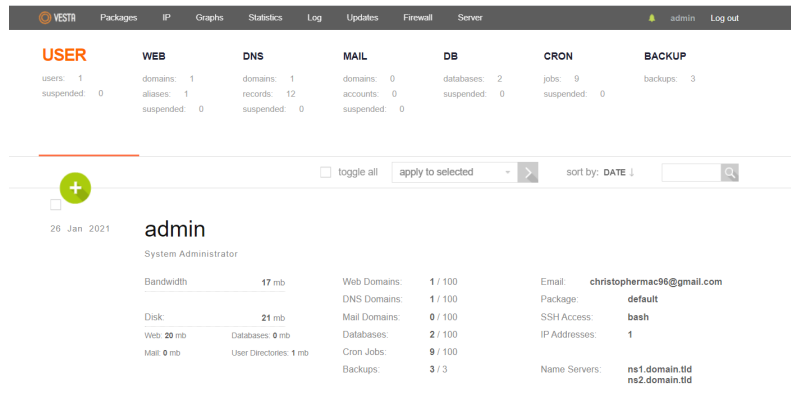 VESTA Packages IP Graphs Statistics Log Updates Firewall Server admin Log out
USER WEB DNS MAIL DB CRON BACKUP
users: 1 domains: 1 domains: 1 domains: 0 databases: 2 jobs: 9 backups: 3
suspended: 0 aliases: 1 records: 12 accounts: 0 suspended: 0 suspended: 0
suspended: 0 suspended: 0 suspended: 0
toggle all apply to selected sort by: DATE ↓
+
26 Jan 2021 admin
System Administrator
Bandwidth 17 mb Web Domains: 1 / 100 Email: christophermac96@gmail.com
DNS Domains: 1 / 100 Package: default
Disk: 21 mb Mail Domains: 0 / 100 SSH Access: bash
Web: 20 mb Databases: 0 mb Databases: 2 / 100 IP Addresses: 1
Mail: 0 mb User Directories: 1 mb Cron Jobs: 9 / 100
Backups: 3 / 3 Name Servers: ns1.domain.tld
ns2.domain.tld